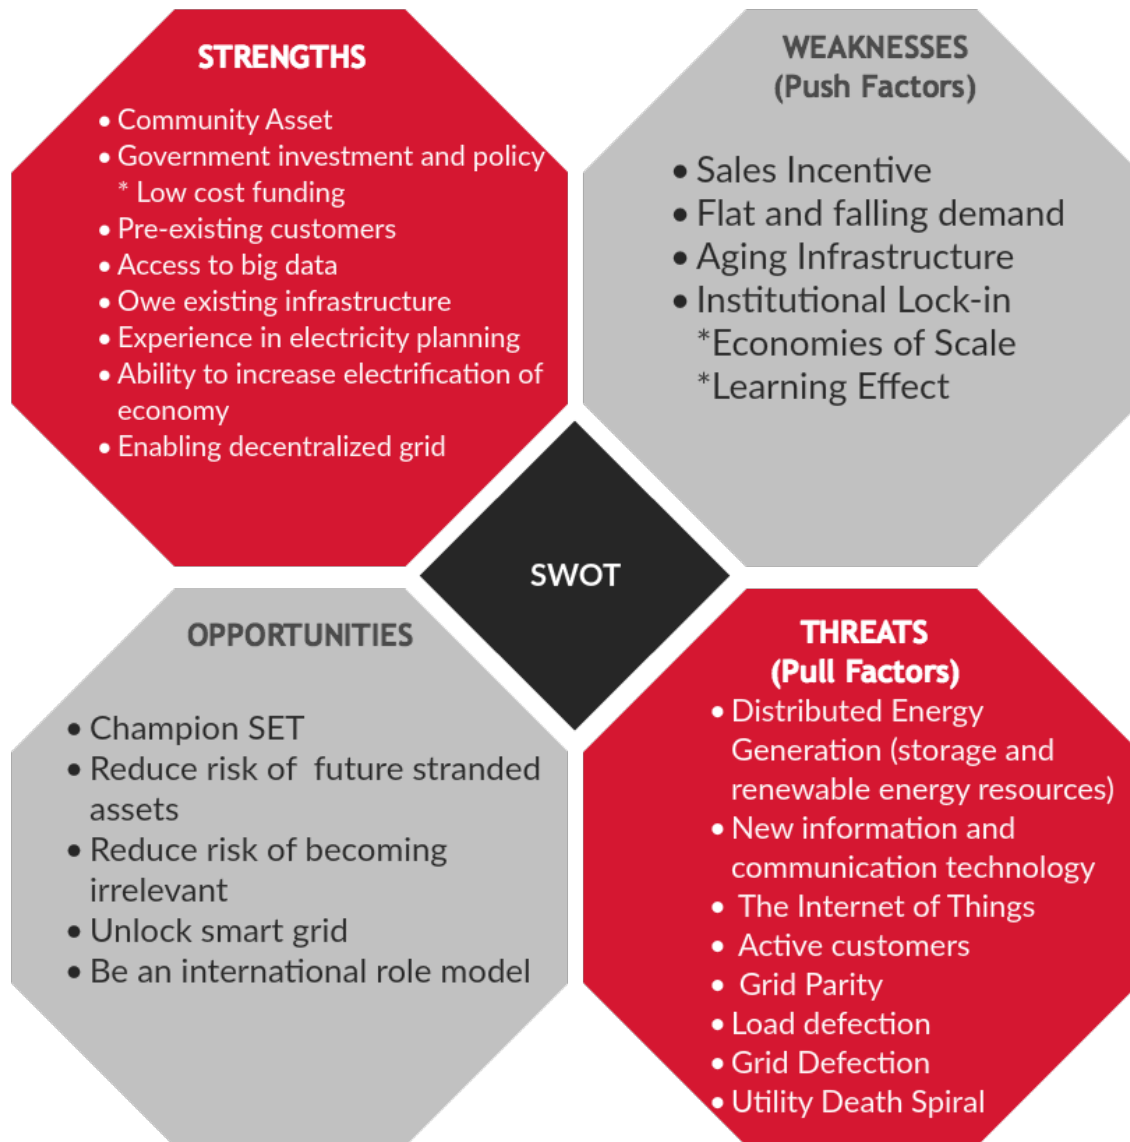 STRENGTHS
• Community Asset
• Government investment and policy
* Low cost funding
• Pre-existing customers
• Access to big data
• Owe existing infrastructure
• Experience in electricity planning
• Ability to increase electrification of
economy
• Enabling decentralized grid
WEAKNESSES
(Push Factors)
• Sales Incentive
• Flat and falling demand
• Aging Infrastructure
• Institutional Lock-in
*Economies of Scale
*Learning Effect
SWOT
OPPORTUNITIES
• Champion SET
• Reduce risk of  future stranded
assets
• Reduce risk of becoming
irrelevant
• Unlock smart grid
• Be an international role model
THREATS
(Pull Factors)
• Distributed Energy
Generation (storage and
renewable energy resources)
• New information and
communication technology
• The Internet of Things
• Active customers
• Grid Parity
• Load defection
• Grid Defection
• Utility Death Spiral